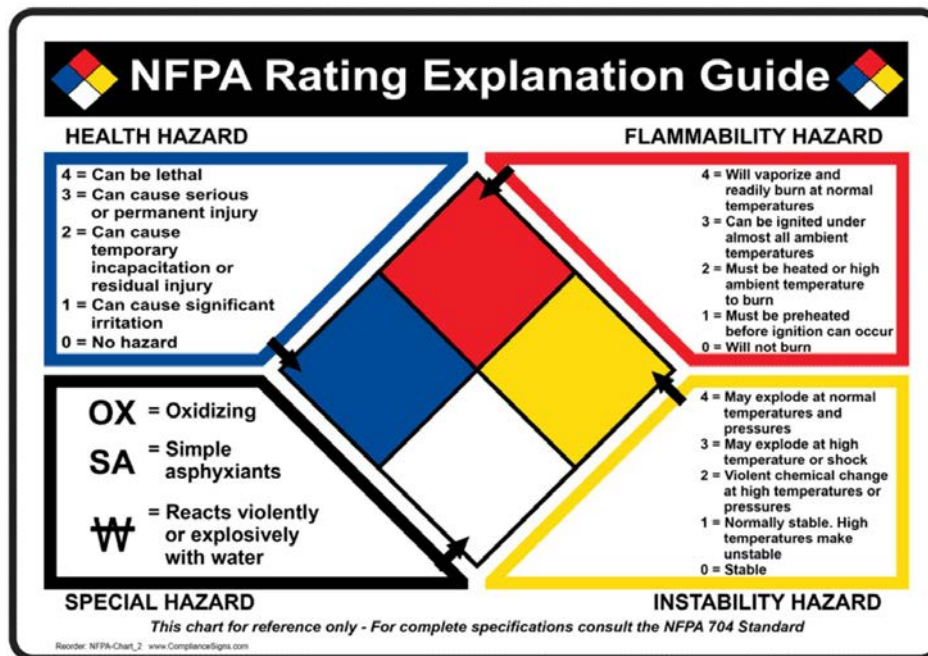 NFPA Rating Explanation Guide
HEALTH HAZARD
4 = Can be lethal
3 = Can cause serious
or permanent injury
2 = Can cause
temporary
incapacitation or
residual injury
1 = Can cause significant
irritation
0 = No hazard
FLAMMABILITY HAZARD
4 = Will vaporize and
readily burn at normal
temperatures
3 = Can be ignited under
almost all ambient
temperatures
2 = Must be heated or high
ambient temperature
to burn
1 = Must be preheated
before ignition can occur
0 = Will not burn
OX = Oxidizing
SA = Simple
asphyxiants
W = Reacts violently
or explosively
with water
SPECIAL HAZARD
4 = May explode at normal
temperatures and
pressures
3 = May explode at high
temperature or shock
2 = Violent chemical change
at high temperatures or
pressures
1 = Normally stable. High
temperatures make
unstable
0 = Stable
INSTABILITY HAZARD
This chart for reference only - For complete specifications consult the NFPA 704 Standard
Reorder: NFPA-Chart_2 www.ComplianceSigns.com